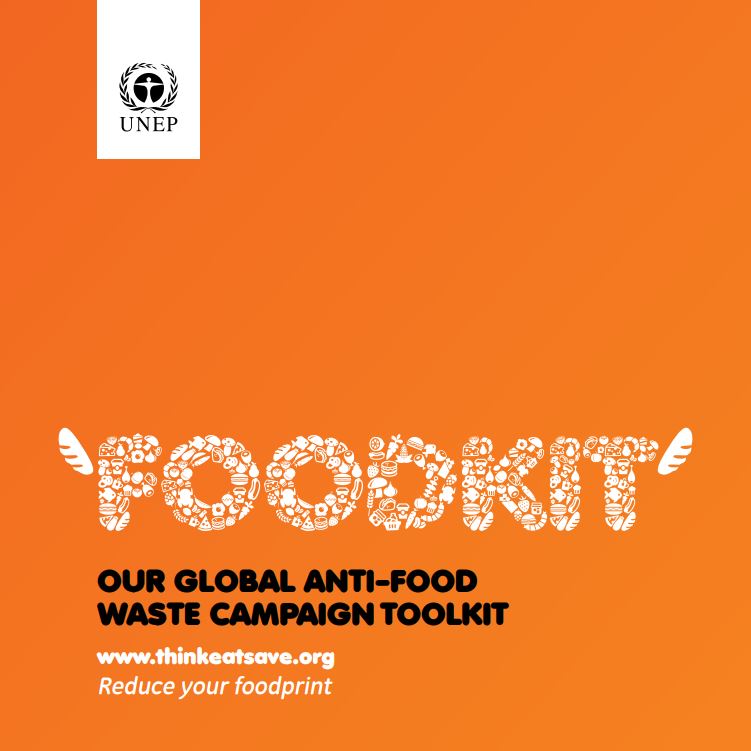 UNEP
FOODKIT
OUR GLOBAL ANTI-FOOD
WASTE CAMPAIGN TOOLKIT
www.thinkeatsave.org
Reduce your foodprint